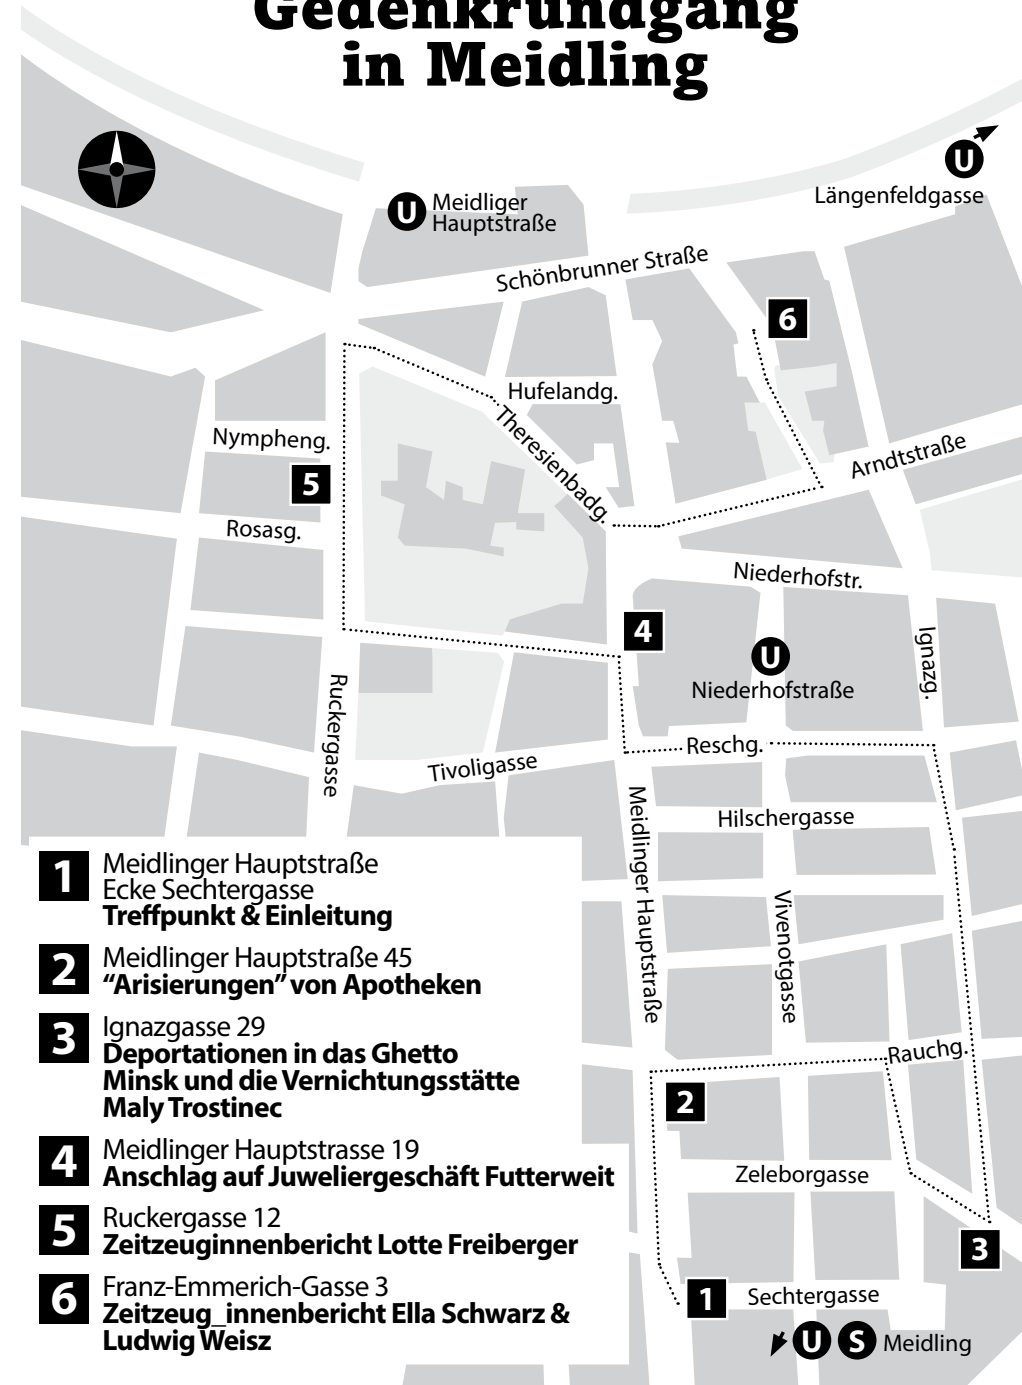 Gedenkrundgang
in Meidling
U
Längenfeldgasse
U Meidliger
Hauptstraße
Schönbrunner Straße
6
Hufelandg.
Nympheng.
Theresienbadg.
Arndtstraße
5
Rosasg.
Niederhofstr.
4
Ignazg.
U
Niederhofstraße
Ruckergasse
Reschg.
Tivoligasse
Meidlinger Hauptstraße
Hilschergasse
Vivenotgasse
Rauchg.
2
Zeleborgasse
3
1
Sechtergasse
U S Meidling
1 Meidlinger Hauptstraße
Ecke Sechtergasse
Treffpunkt & Einleitung
2 Meidlinger Hauptstraße 45
“Arisierungen” von Apotheken
3 Ignazgasse 29
Deportationen in das Ghetto
Minsk und die Vernichtungsstätte
Maly Trostinec
4 Meidlinger Hauptstrasse 19
Anschlag auf Juweliergeschäft Futterweit
5 Ruckergasse 12
Zeitzeuginnenbericht Lotte Freiberger
6 Franz-Emmerich-Gasse 3
Zeitzeug_innenbericht Ella Schwarz &
Ludwig Weisz